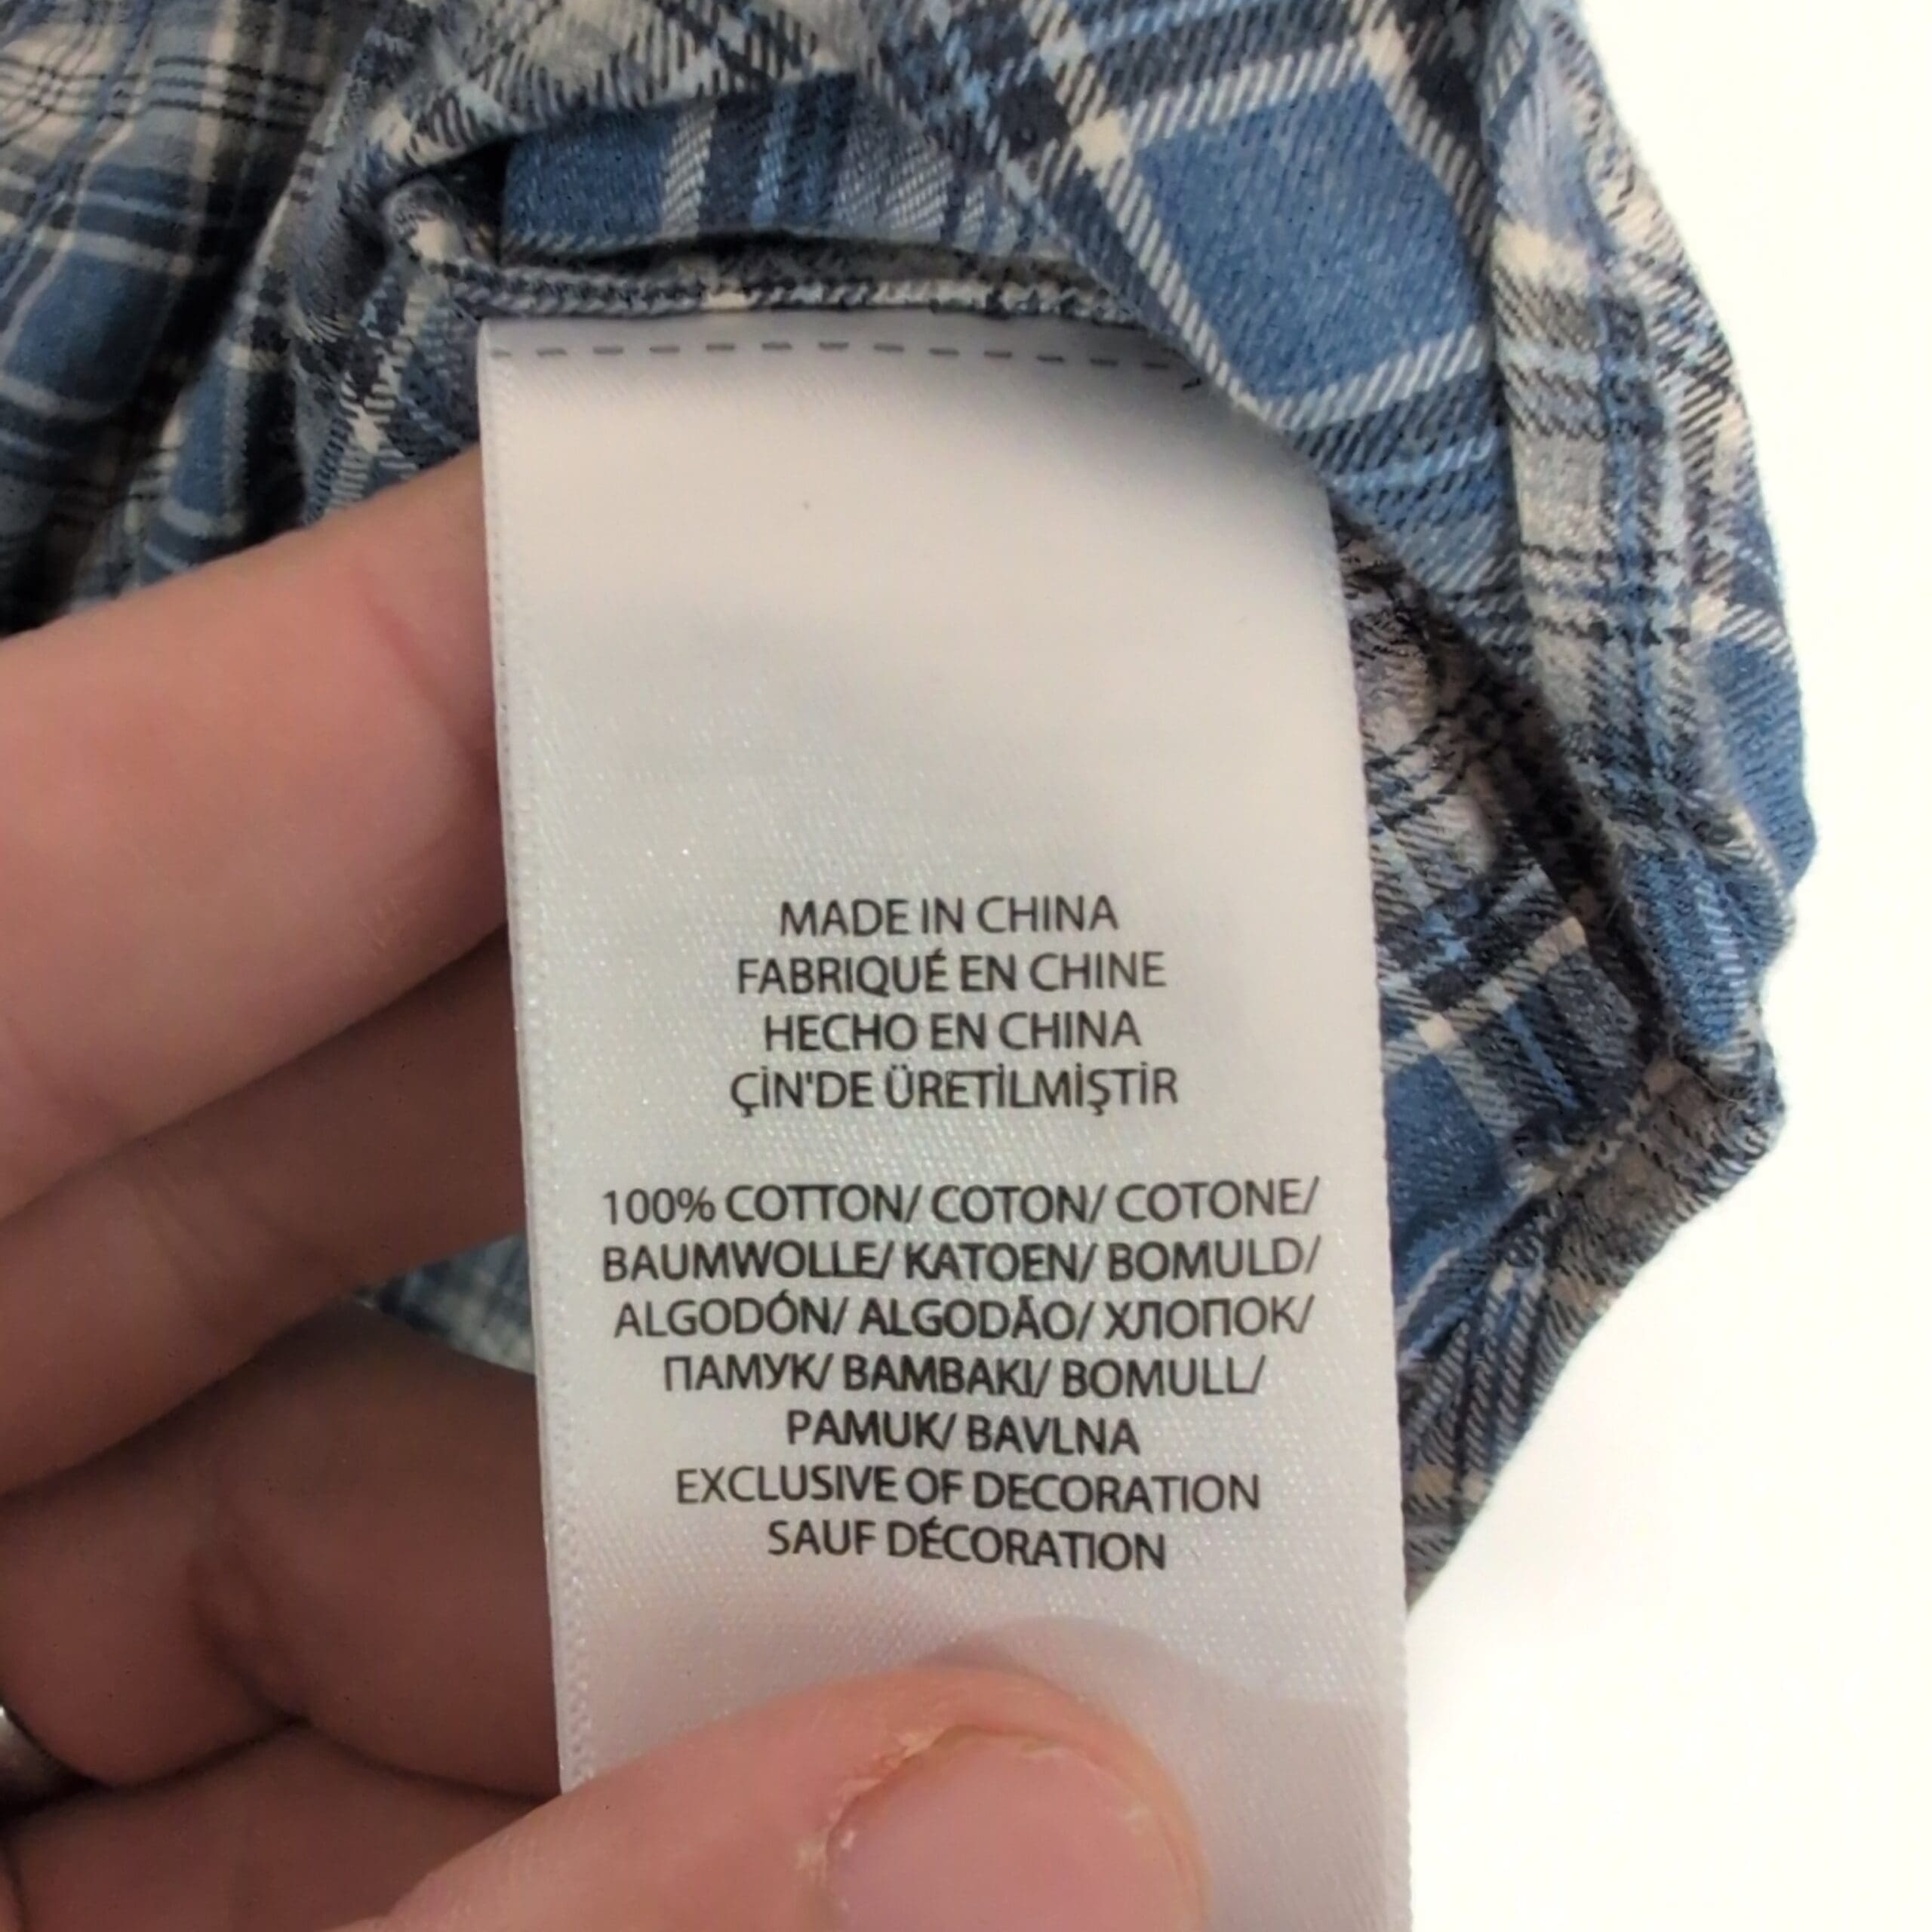 MADE IN CHINA
FABRIQUÉ EN CHINE
HECHO EN CHINA
ÇİN'DE ÜRETİLMİŞTİR
100% COTTON/ COTON/ COTONE/
BAUMWOLLE/ KATOEN/ BOMULD/
ALGODÓN/ ALGODÃO/ ХЛОПОК/
ПАМУК/ BAMBAKI/ BOMULL/
PAMUK/ BAVLNA
EXCLUSIVE OF DECORATION
SAUF DÉCORATION